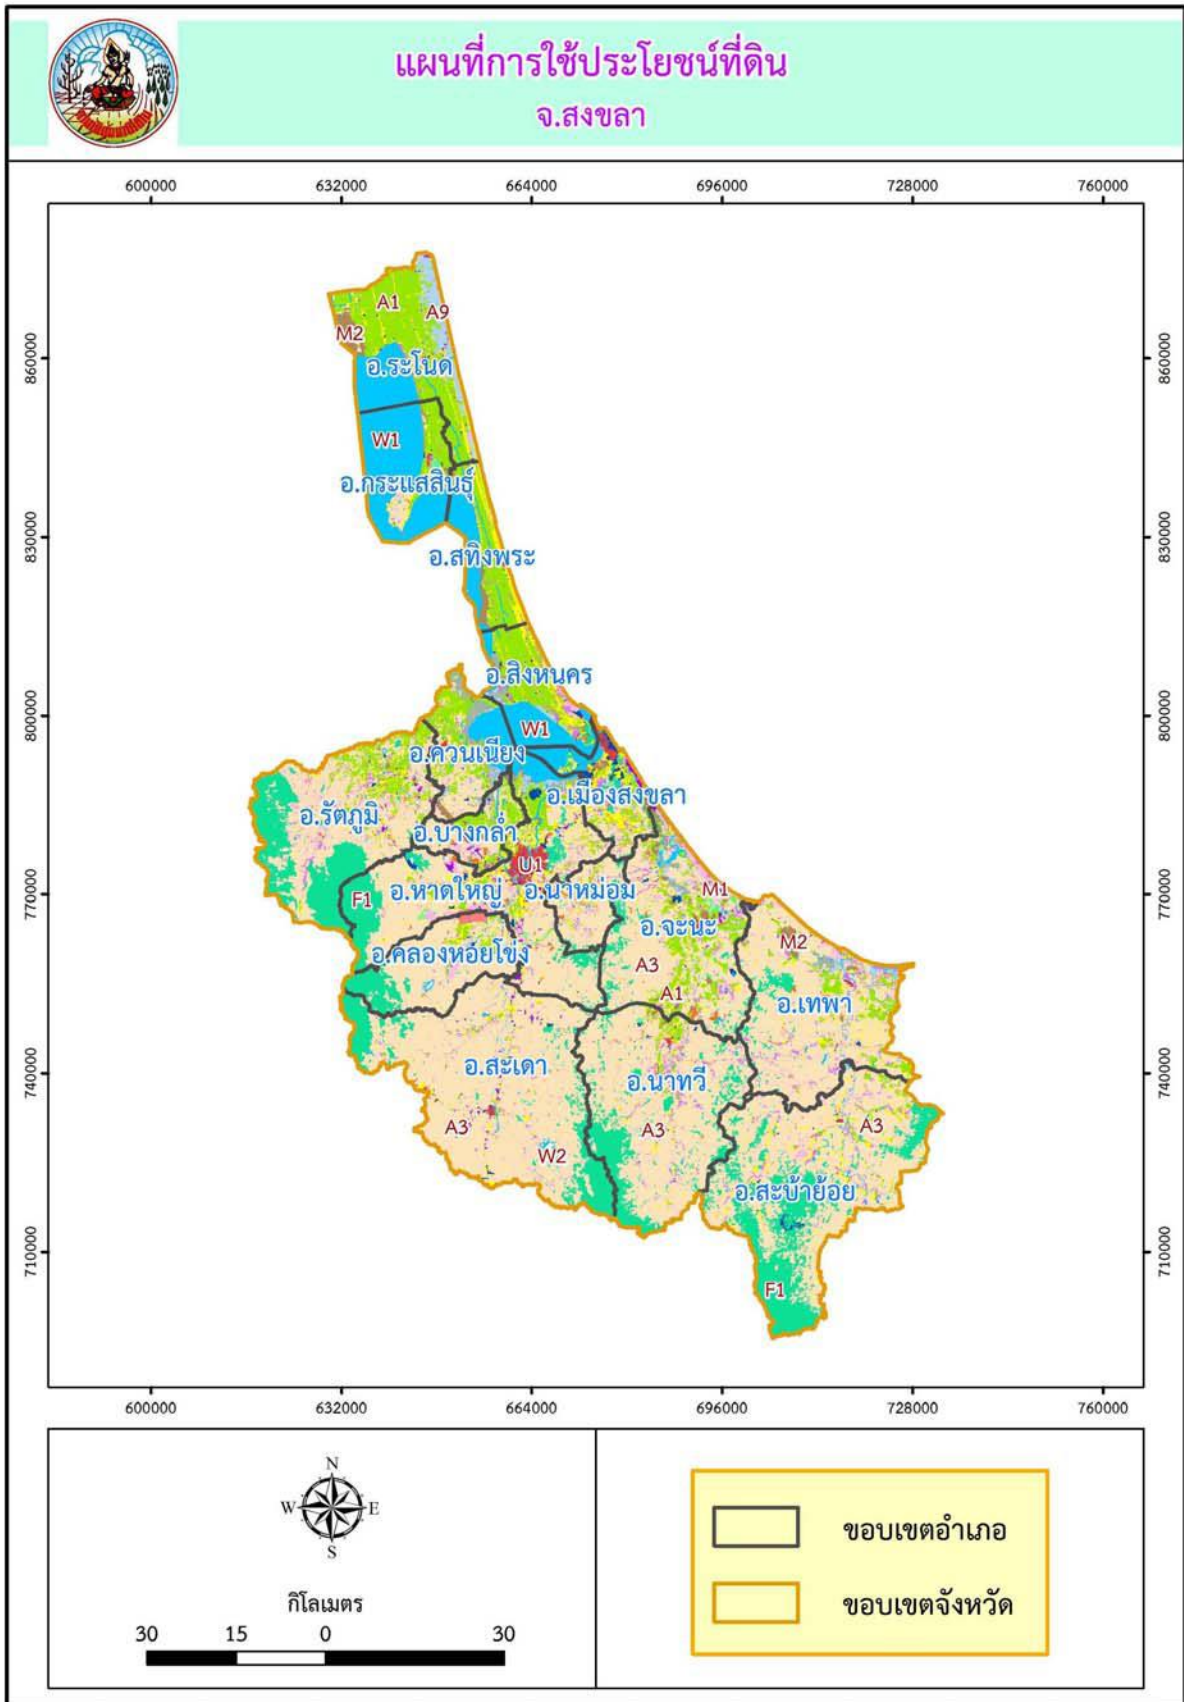 แผนที่การใช้ประโยชน์ที่ดิน
จ.สงขลา
600000 632000 664000 696000 728000 760000
A1
A9
M2
860000 860000
อ.ระโนด
W1
อ.กระแสสินธุ์
830000 830000
อ.สทิงพระ
อ.สิงหนคร
800000 800000
W1
อ.ควนเนียง
อ.เมืองสงขลา
อ.รัตภูมิ
อ.บางกล่ำ
U1
อ.หาดใหญ่ อ.นาหม่อม
M1
770000 770000
F1
อ.จะนะ
M2
อ.คลองหอยโข่ง
A3
A1
อ.เทพา
อ.สะเดา
อ.นาทวี
740000 740000
A3
A3
A3
W2
อ.สะบ้าย้อย
710000 710000
F1
600000 632000 664000 696000 728000 760000
N
W E
S
กิโลเมตร
30 15 0 30
ขอบเขตอำเภอ
ขอบเขตจังหวัด